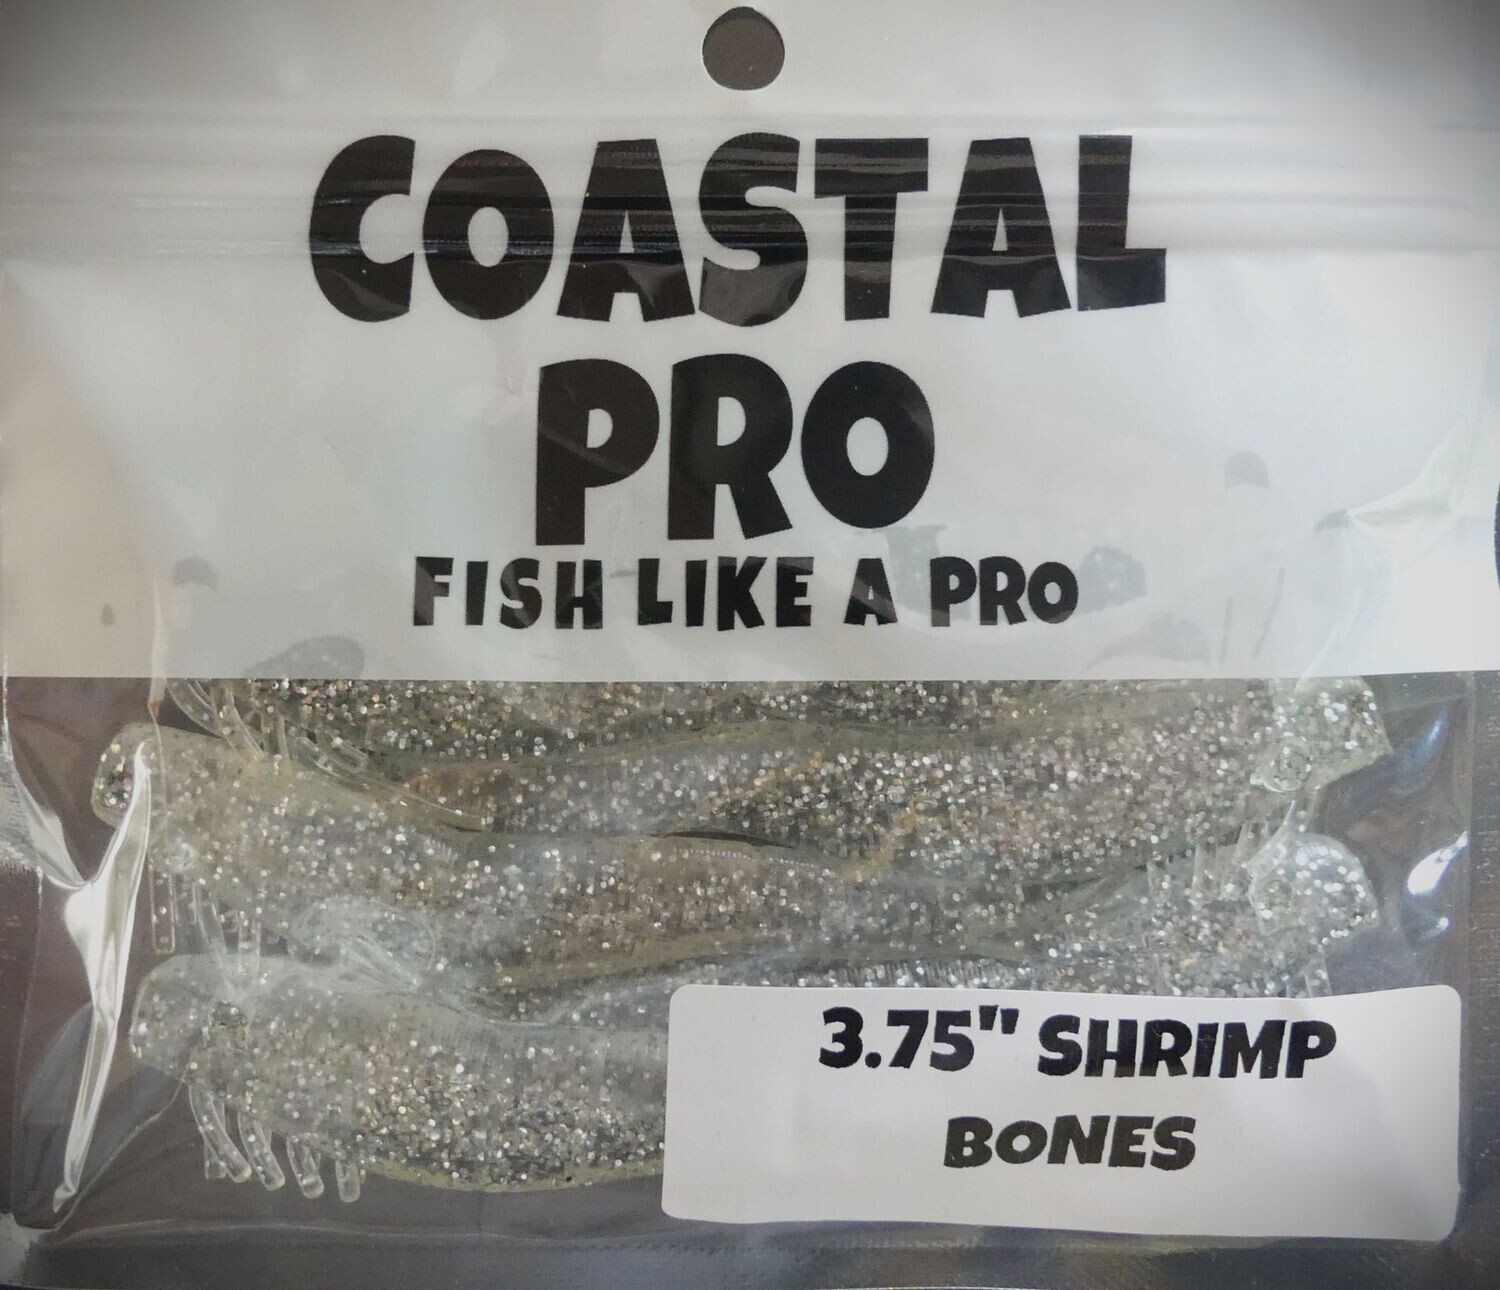 COASTAL
PRO
FISH LIKE A PRO
3.75" SHRIMP
BONES